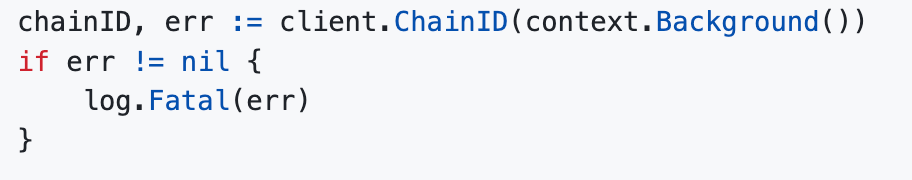 chainID, err := client.ChainID(context.Background())
if err != nil {
    log.Fatal(err)
}